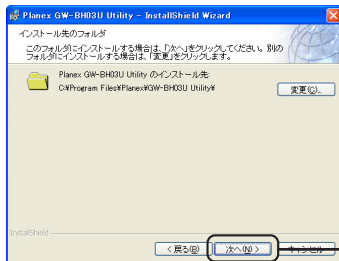 Planex GW-BH03U Utility - InstallShield Wizard
インストール先のフォルダ
このフォルダにインストールする場合は、「次へ」をクリックしてください。別の
フォルダにインストールする場合は、「変更」をクリックします。
Planex GW-BH03U Utility のインストール先:
C:¥Program Files¥Planex¥GW-BH03U Utility¥
変更(C)...
InstallShield
< 戻る(B)
次へ(N) >
キャンセル